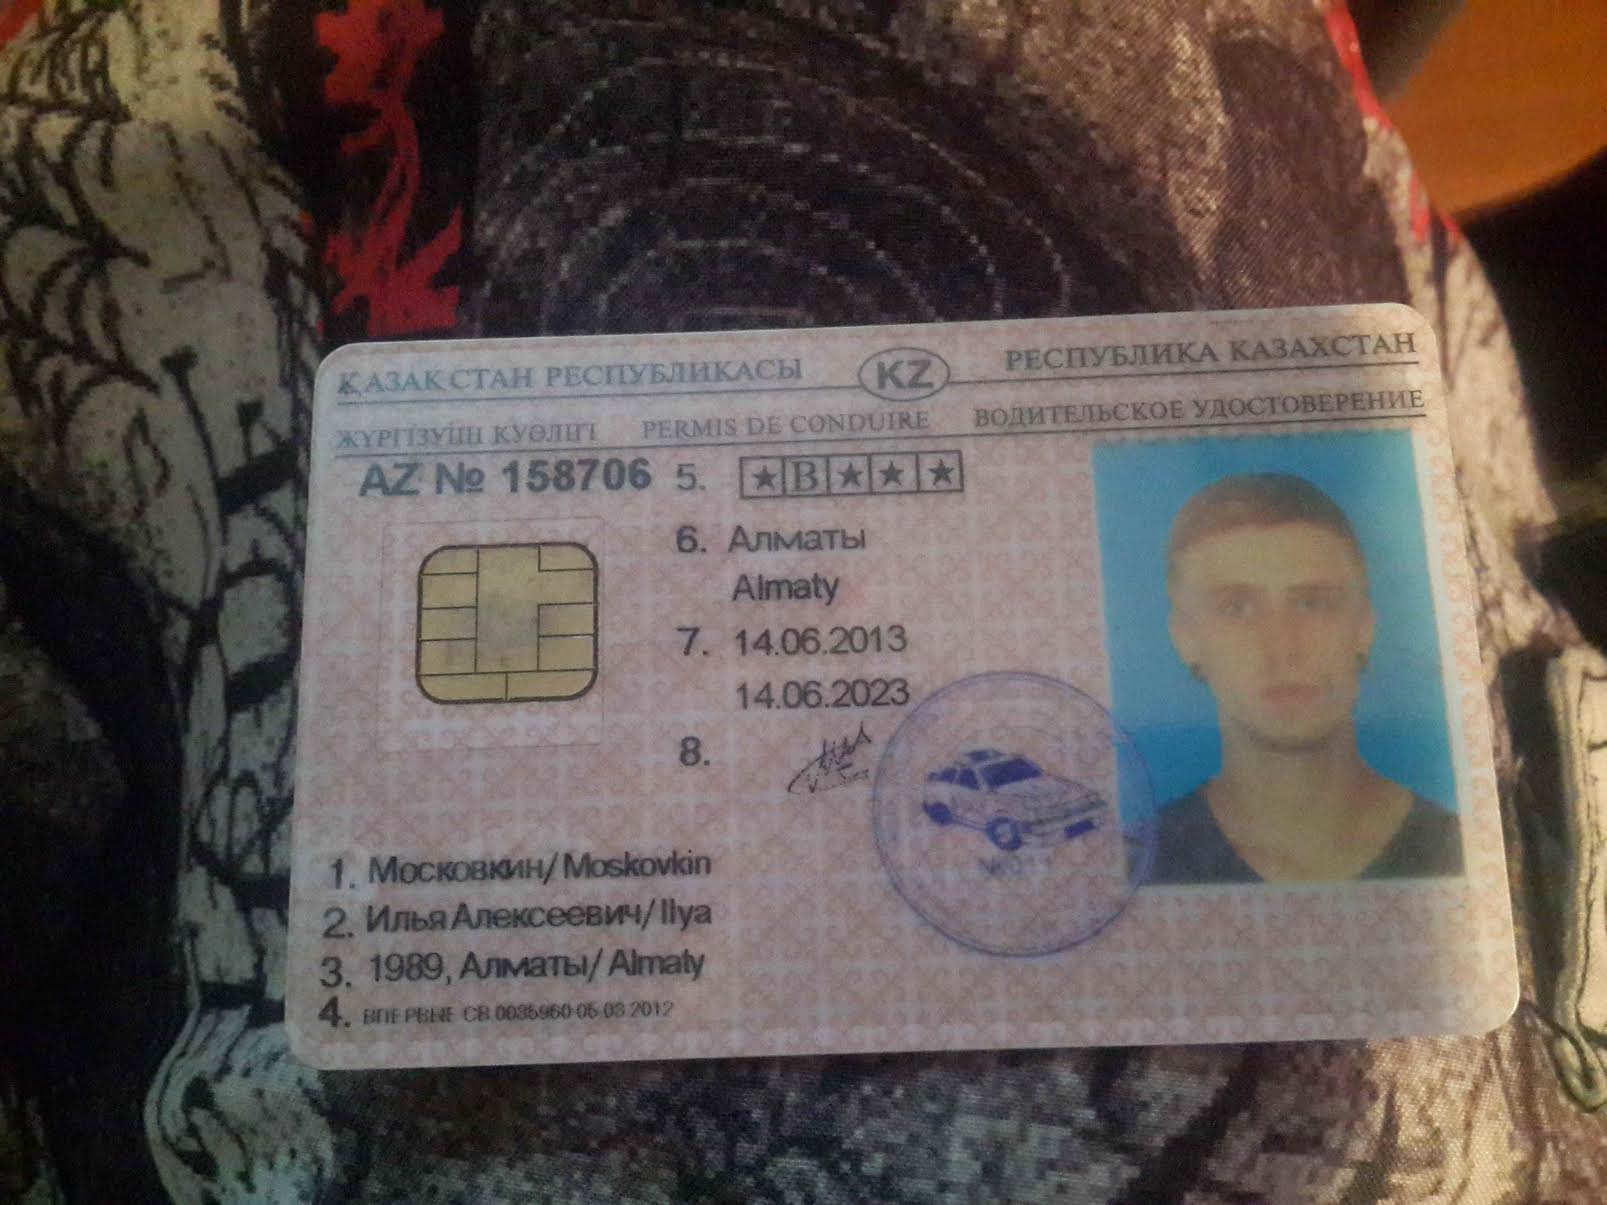 ҚАЗАҚСТАН РЕСПУБЛИКАСЫ KZ РЕСПУБЛИКА КАЗАХСТАН
ЖҮРГІЗУШІ КУӘЛІГІ PERMIS DE CONDUIRE ВОДИТЕЛЬСКОЕ УДОСТОВЕРЕНИЕ
AZ № 158706 5. ★ B ★ ★ ★
6. Алматы
Almaty
7. 14.06.2013
14.06.2023
8.
1. Московкин/Moskovkin
2. Илья Алексеевич/Ilya
3. 1989, Алматы/Almaty
4. ВПЕРВЫЕ СВ 0035960 05 03 2012